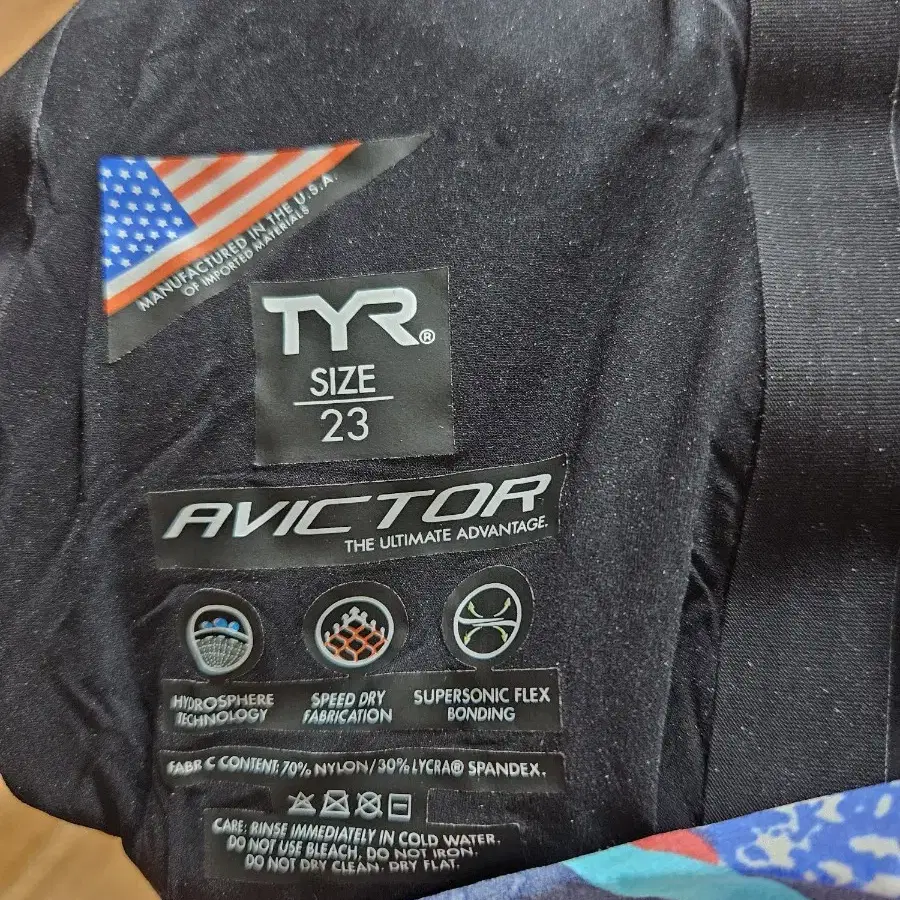 MANUFACTURED IN THE U.S.A.
OF IMPORTED MATERIALS
TYR®
SIZE
23
AVICTOR
THE ULTIMATE ADVANTAGE.
HYDROSPHERE
TECHNOLOGY
SPEED DRY
FABRICATION
SUPERSONIC FLEX
BONDING
FABRIC CONTENT: 70% NYLON/30% LYCRA® SPANDEX.
CARE: RINSE IMMEDIATELY IN COLD WATER.
DO NOT USE BLEACH. DO NOT IRON.
DO NOT DRY CLEAN. DRY FLAT.